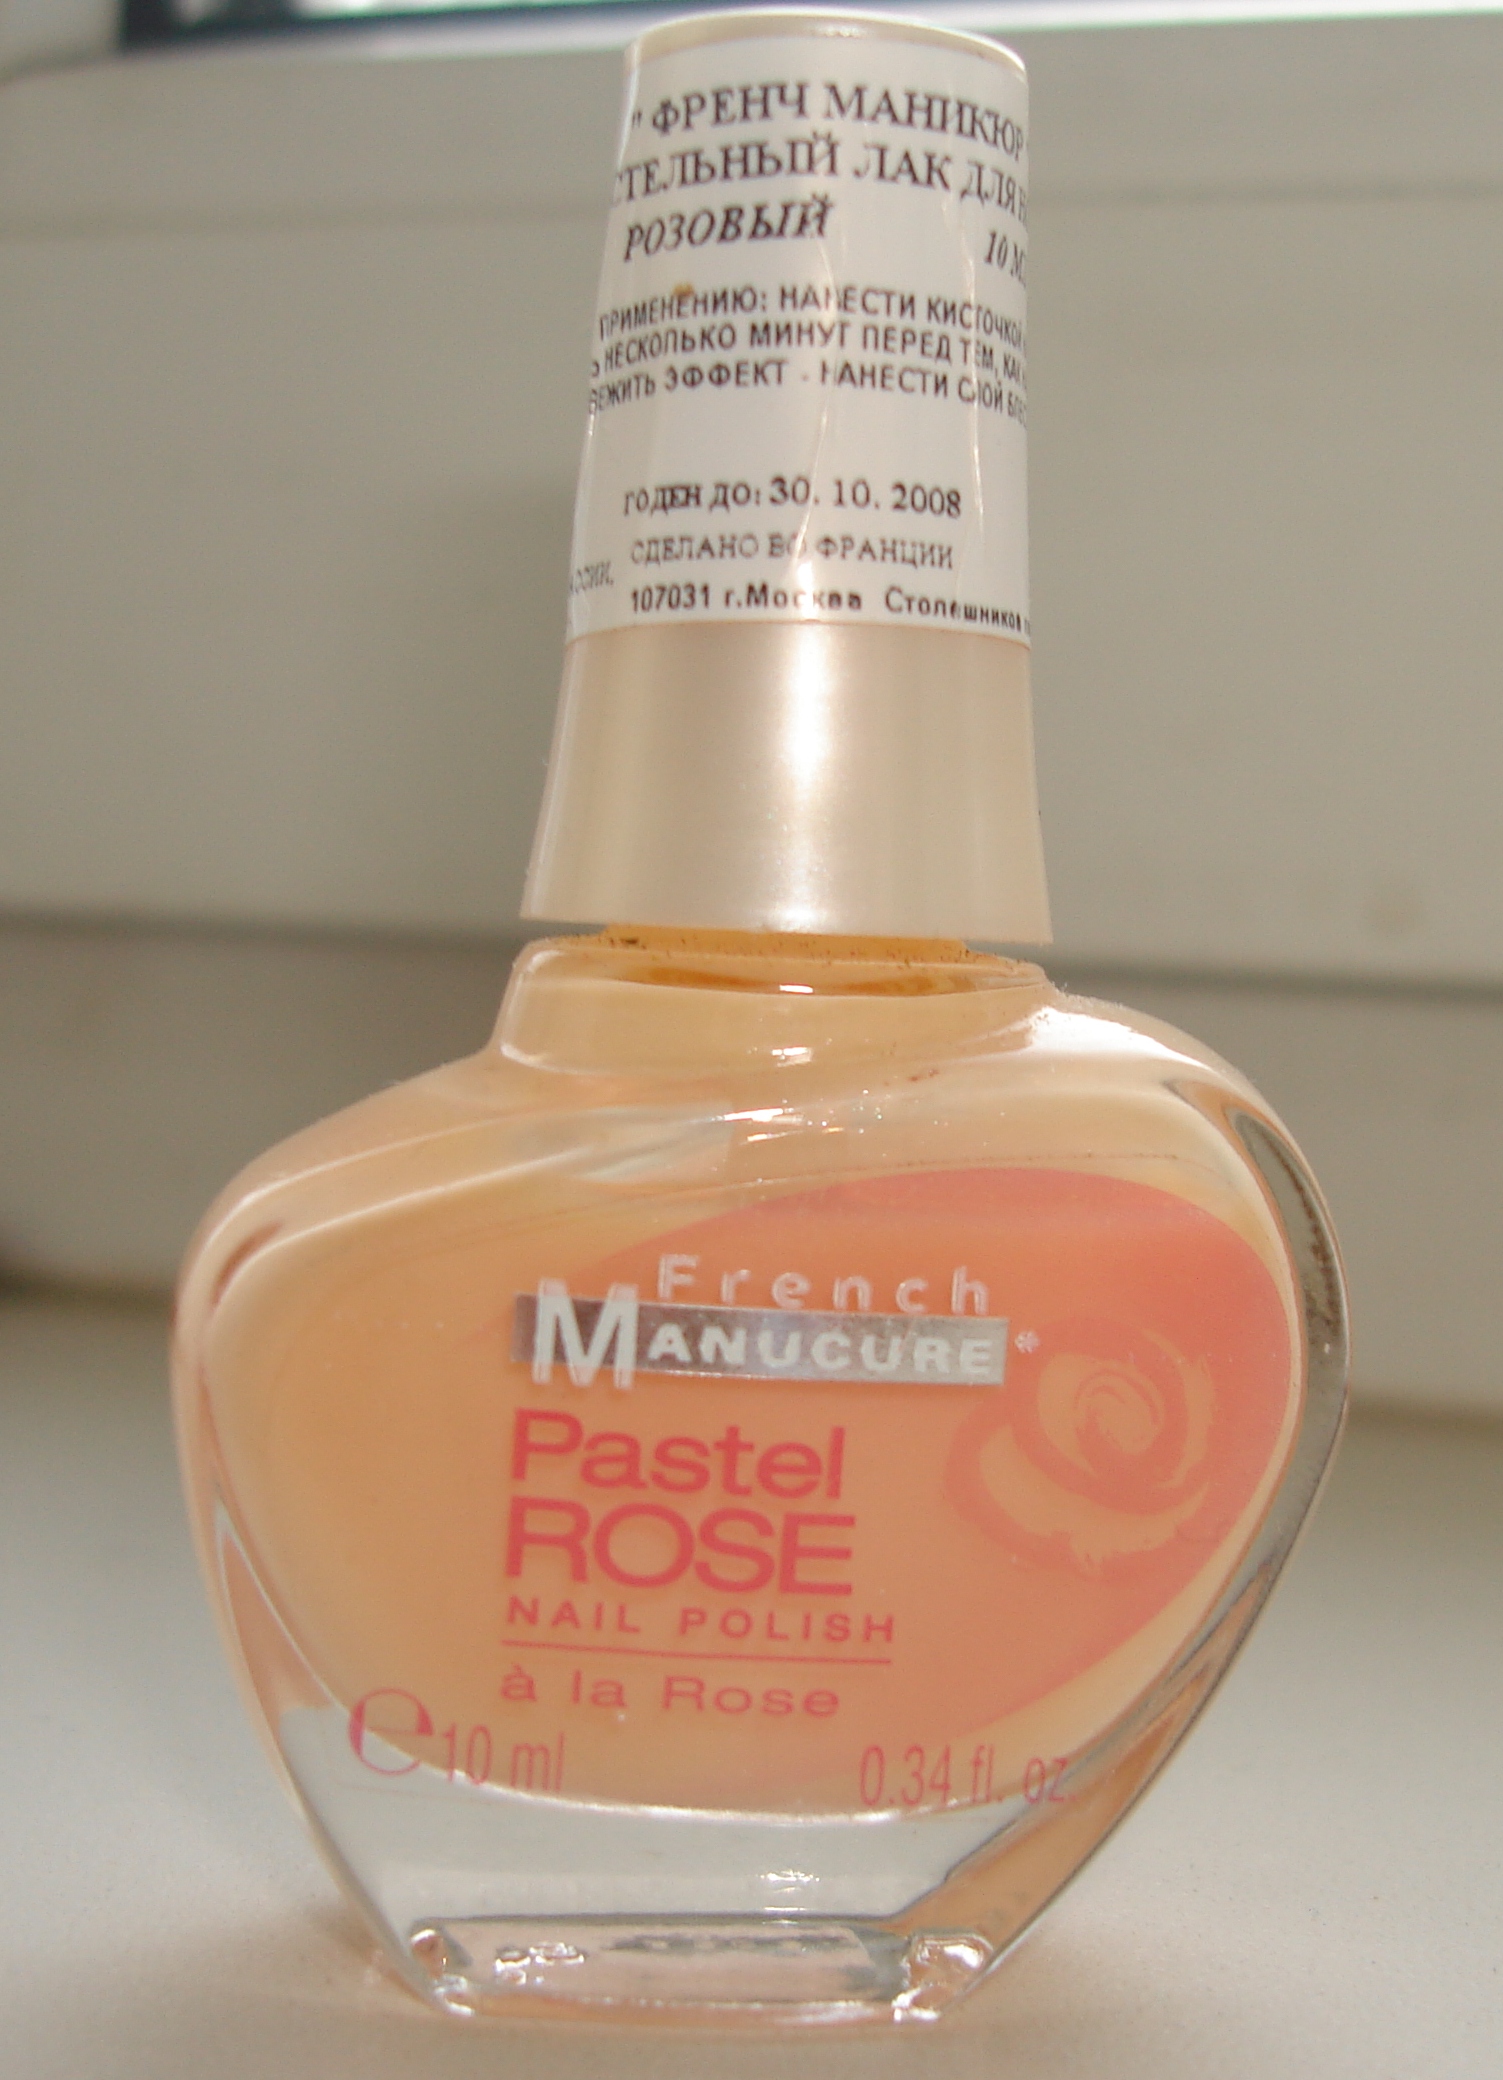 " ФРЕНЧ МАНИКЮР
ЛАК ДЛЯ
РОЗОВЫЙ
10
ПРИМЕНЕНИЮ: НАНЕСТИ
НЕСКОЛЬКО МИНУТ ПЕРЕД ТЕМ, КАК
ЭФФЕКТ - НАНЕСТИ СЛОЙ
ГОДЕН ДО: 30. 10. 2008
СДЕЛАНО ВО ФРАНЦИИ
107031 г.Москва Столешников
French
MANUCURE
Pastel
ROSE
NAIL POLISH
à la Rose
℮ 10 ml 0.34 fl. oz.